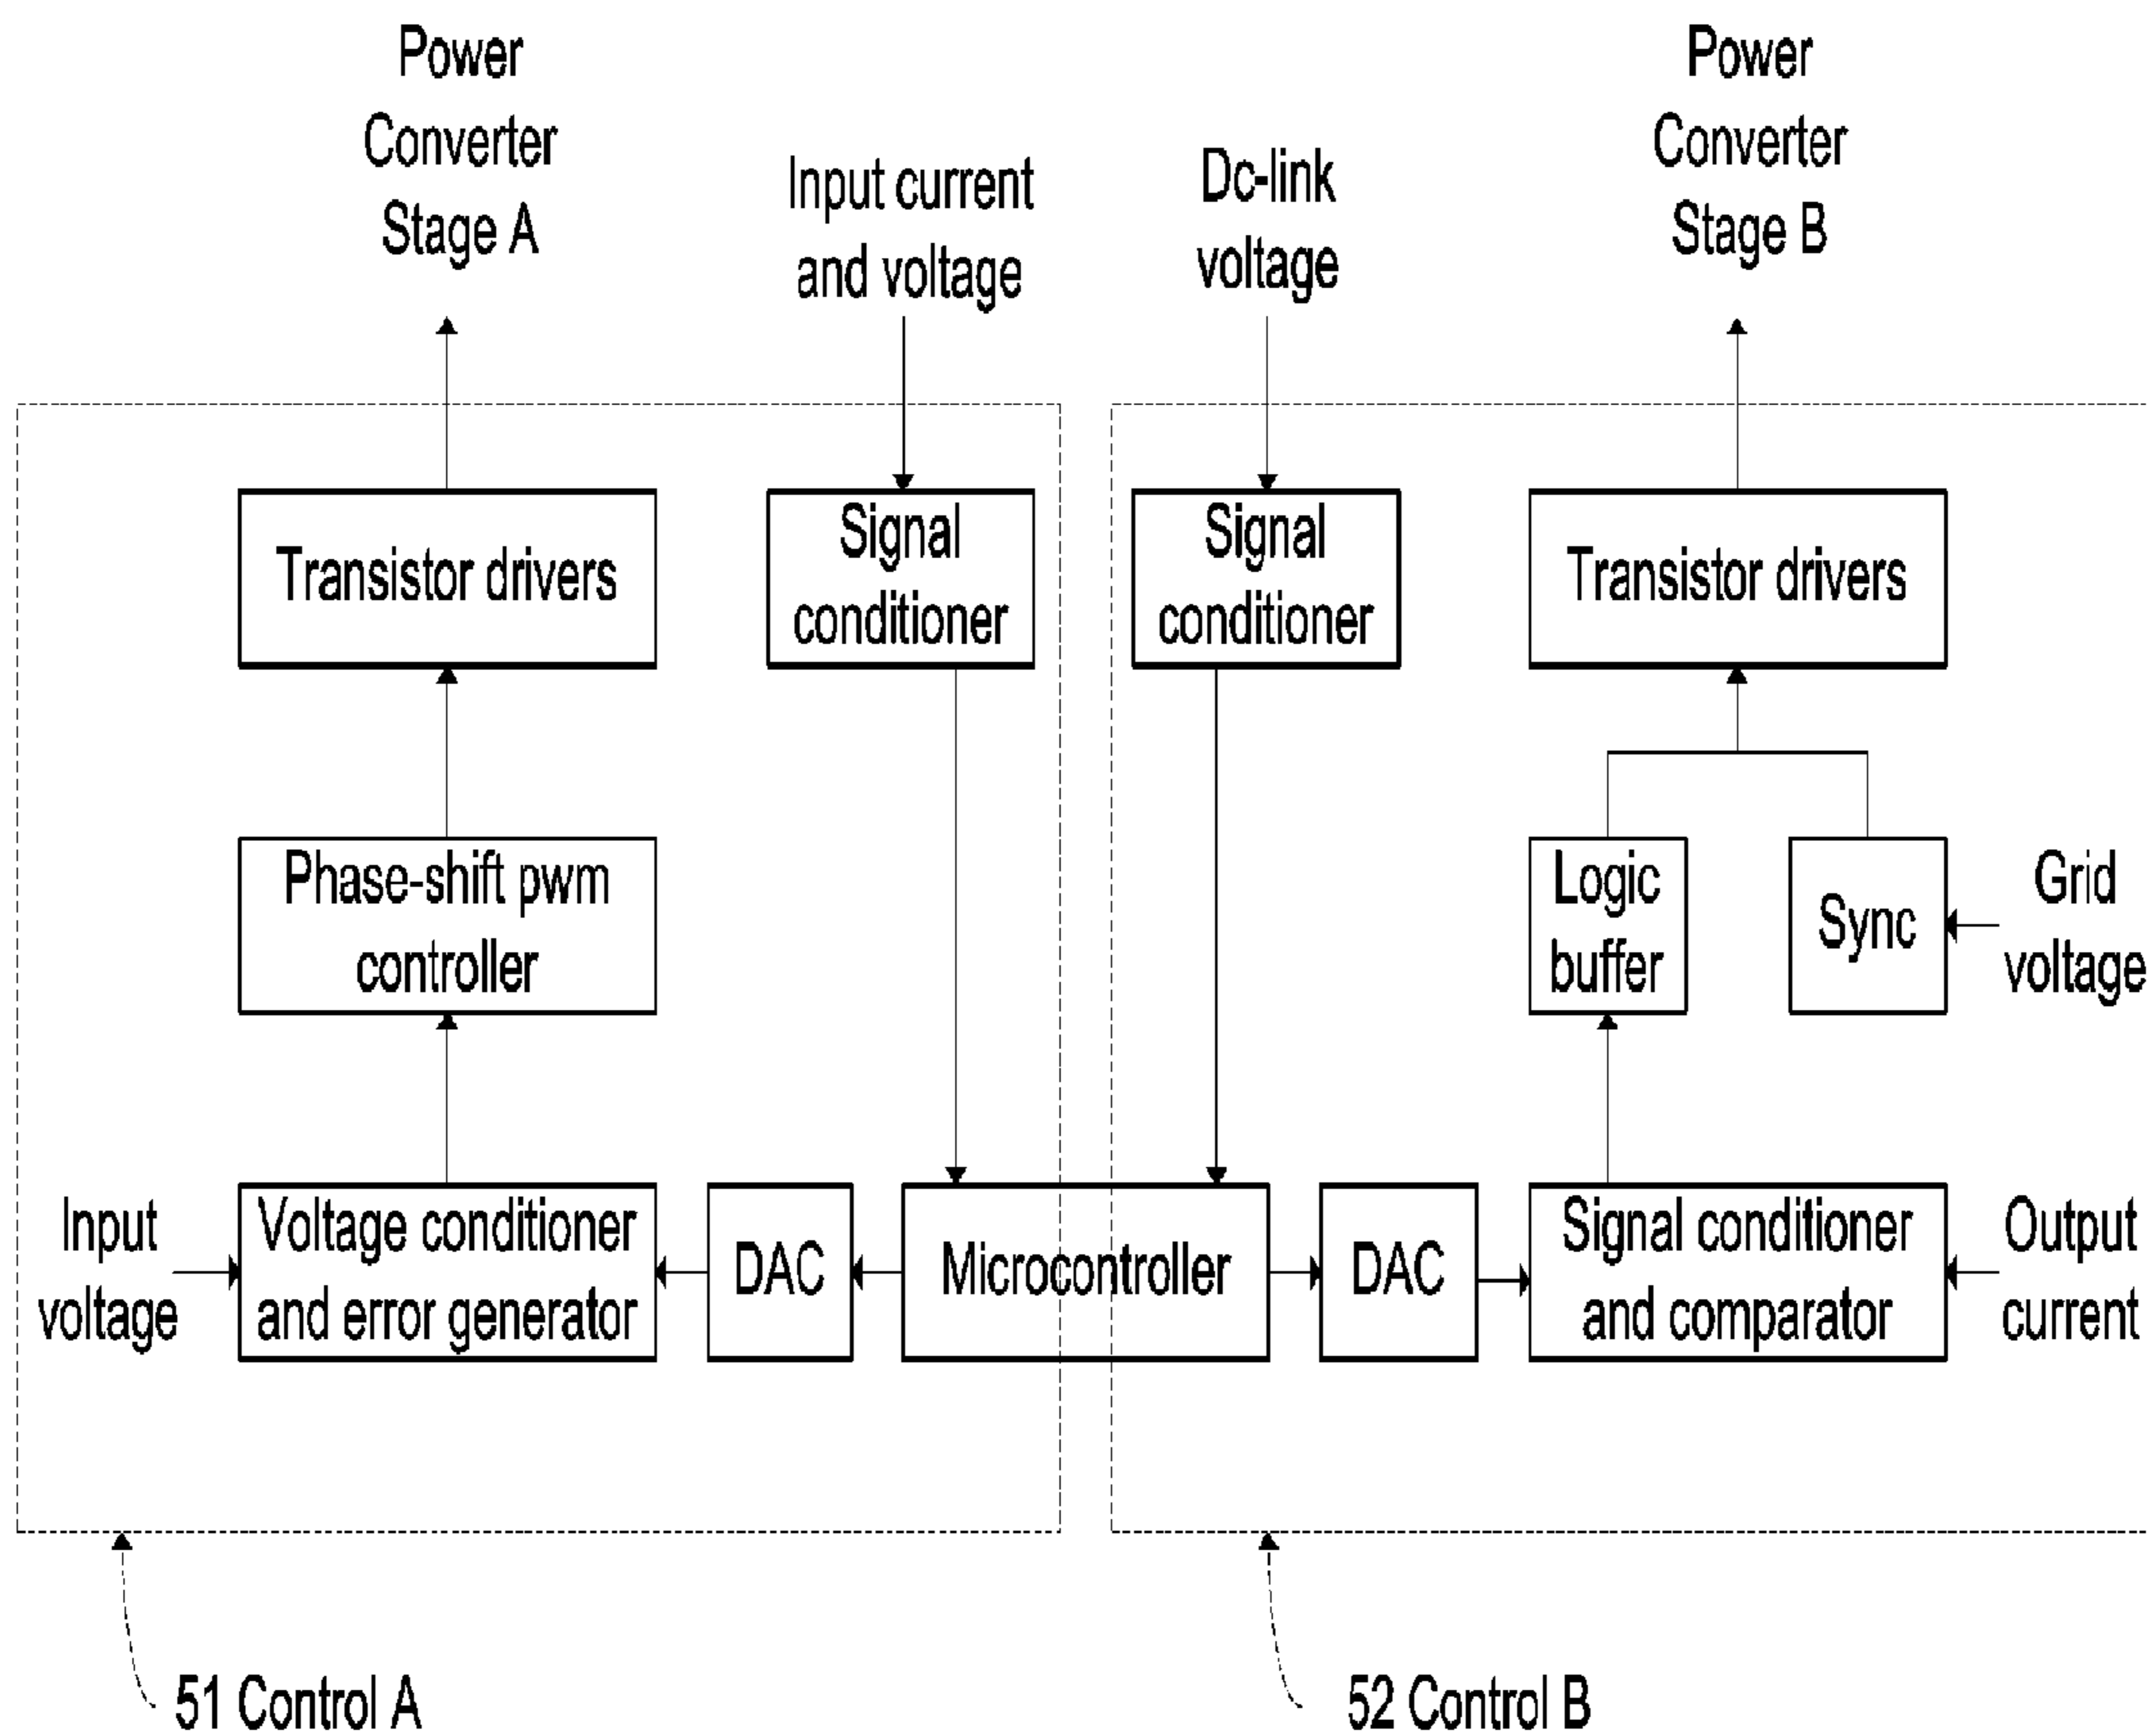 Power
Converter
Stage A
Input current
and voltage
Dc-link
voltage
Power
Converter
Stage B
Transistor drivers
Signal
conditioner
Signal
conditioner
Transistor drivers
Phase-shift pwm
controller
Logic
buffer
Sync
Grid
voltage
Input
voltage
Voltage conditioner
and error generator
DAC
Microcontroller
DAC
Signal conditioner
and comparator
Output
current
51 Control A
52 Control B